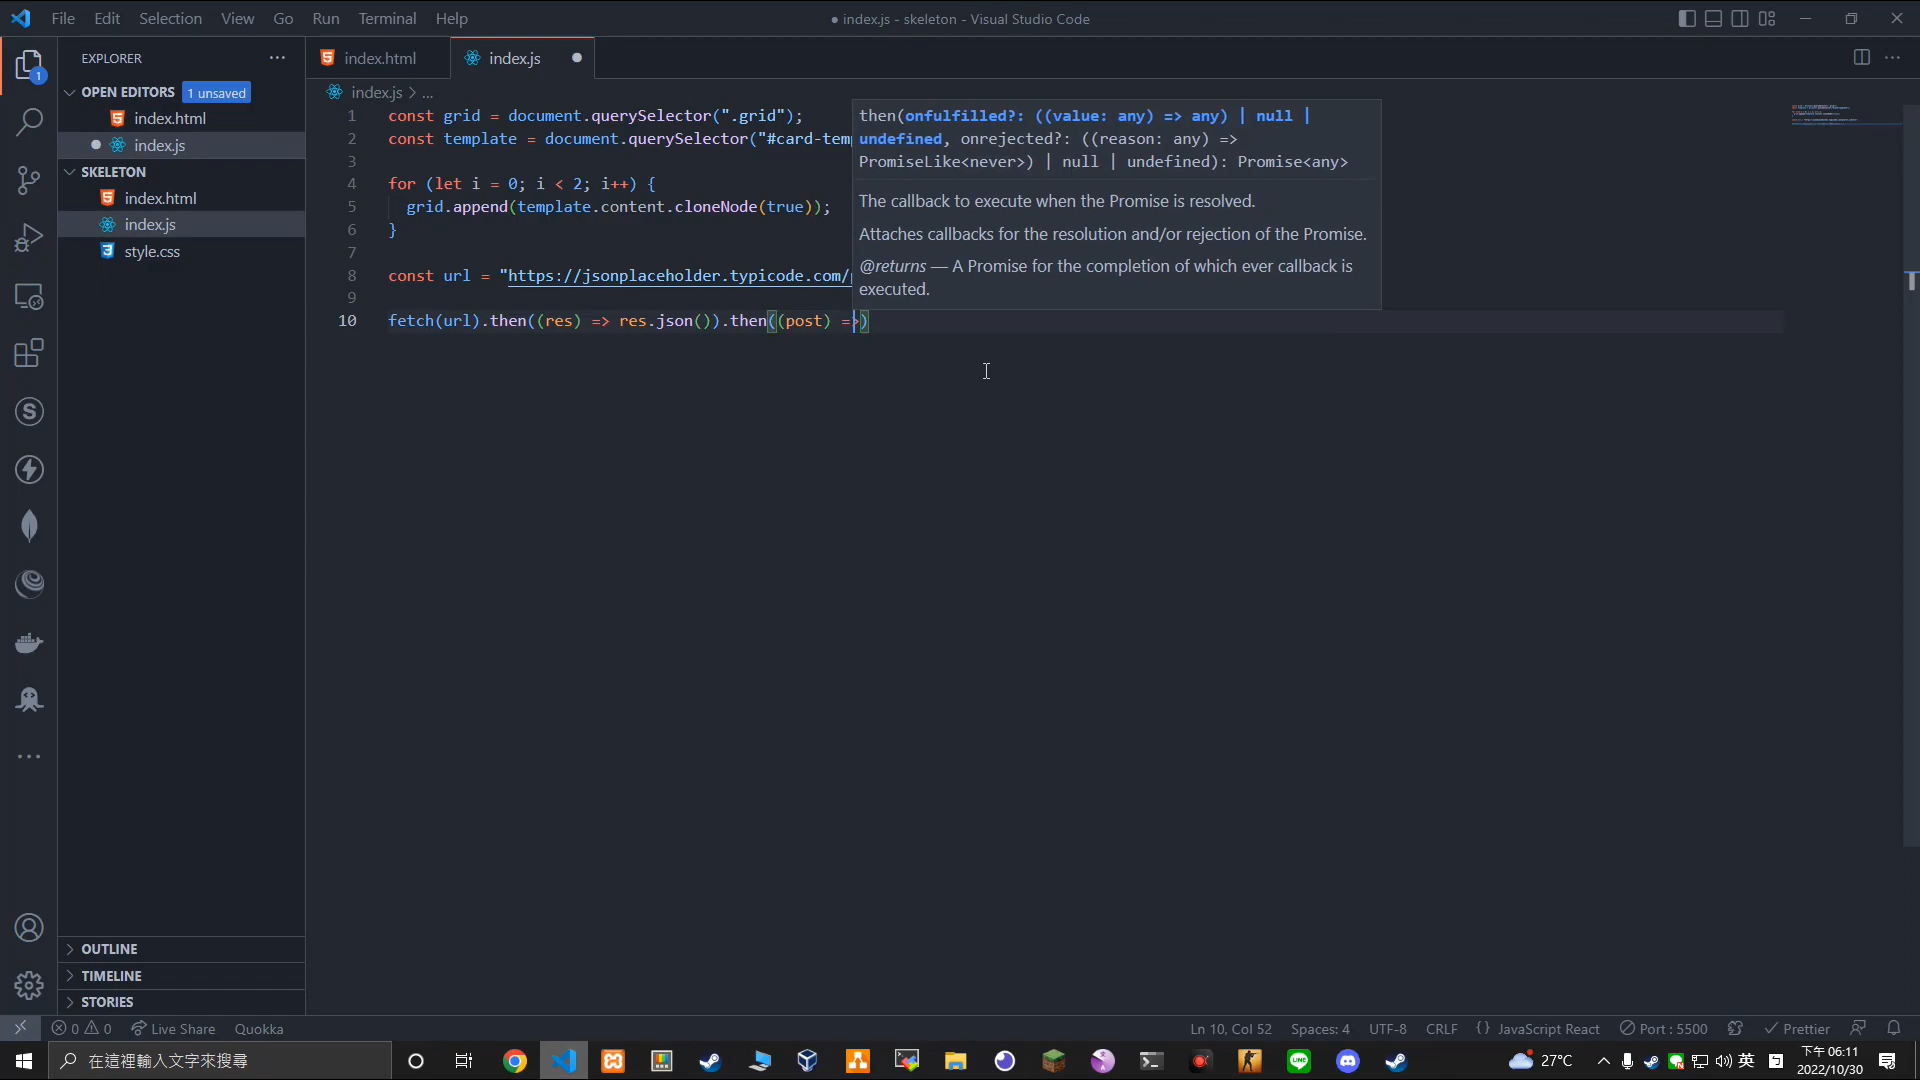 File Edit Selection View Go Run Terminal Help
● index.js - skeleton - Visual Studio Code
EXPLORER
index.html
index.js
OPEN EDITORS 1 unsaved
index.html
index.js
SKELETON
index.html
index.js
style.css
OUTLINE
TIMELINE
STORIES
index.js > ...
1 const grid = document.querySelector(".grid");
2 const template = document.querySelector("#card-tem
3
4 for (let i = 0; i < 2; i++) {
5 grid.append(template.content.cloneNode(true));
6 }
7
8 const url = "https://jsonplaceholder.typicode.com/
9
10 fetch(url).then((res) => res.json()).then((post) =>)
then(onfulfilled?: ((value: any) => any) | null |
undefined, onrejected?: ((reason: any) =>
PromiseLike<never>) | null | undefined): Promise<any>
The callback to execute when the Promise is resolved.
Attaches callbacks for the resolution and/or rejection of the Promise.
@returns — A Promise for the completion of which ever callback is
executed.
1
0 0 Live Share Quokka
Ln 10, Col 52 Spaces: 4 UTF-8 CRLF {} JavaScript React Port : 5500 Prettier
在這裡輸入文字來搜尋
27°C
英
下午 06:11
2022/10/30